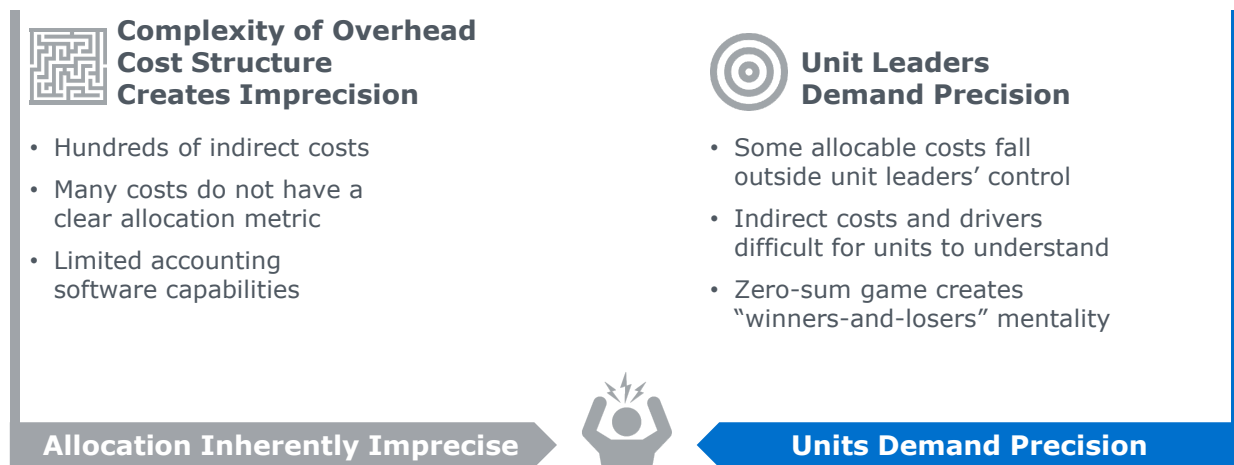 Complexity of Overhead
Cost Structure
Creates Imprecision
• Hundreds of indirect costs
• Many costs do not have a
clear allocation metric
• Limited accounting
software capabilities
Unit Leaders
Demand Precision
• Some allocable costs fall
outside unit leaders’ control
• Indirect costs and drivers
difficult for units to understand
• Zero-sum game creates
“winners-and-losers” mentality
Allocation Inherently Imprecise
Units Demand Precision